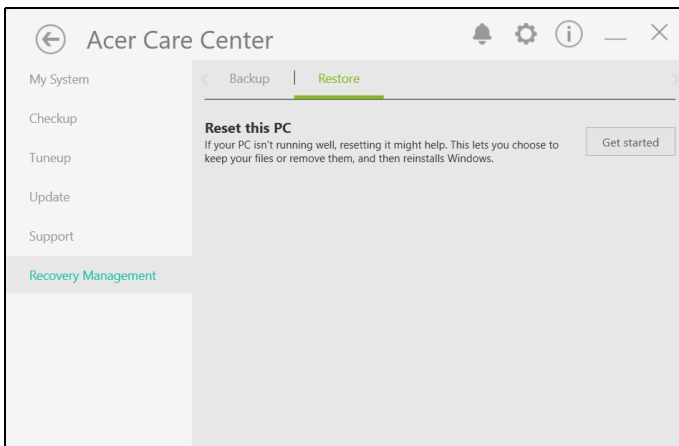 Acer Care Center
My System
Checkup
Tuneup
Update
Support
Recovery Management
Backup
Restore
Reset this PC
If your PC isn't running well, resetting it might help. This lets you choose to
keep your files or remove them, and then reinstalls Windows.
Get started